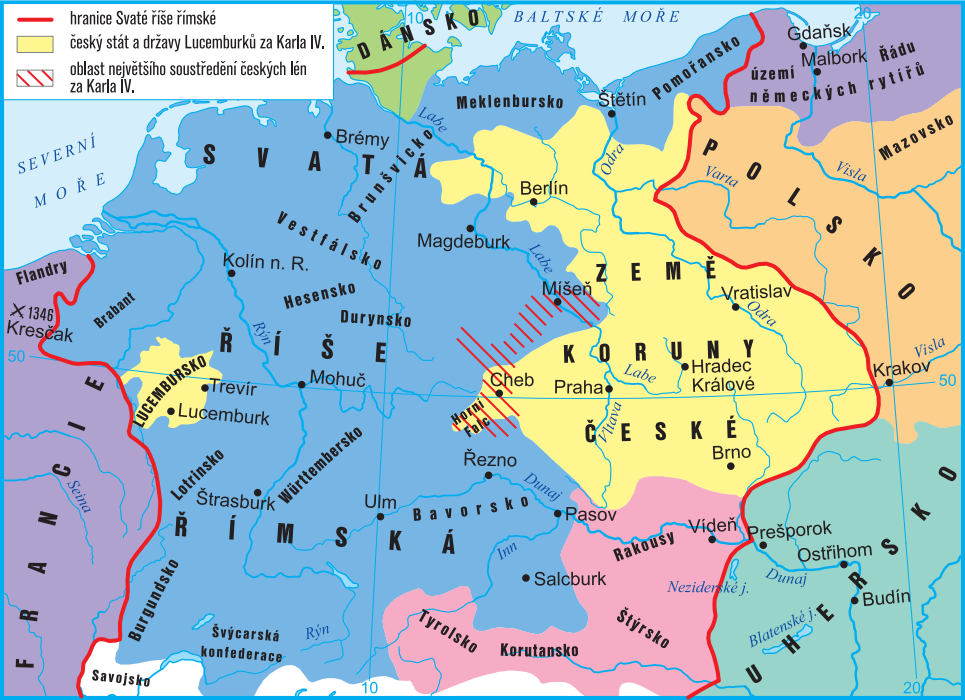 hranice Svaté říše římské
český stát a državy Lucemburků za Karla IV.
oblast největšího soustředění českých lén
za Karla IV.
10
DÁNSKO
BALTSKÉ MOŘE
20
Gdaňsk
Malbork
území Řádu
německých rytířů
Pomořansko
Štětín
Meklenbursko
Labe
SEVERNÍ
MOŘE
Brémy
SVATÁ
Brunšvicko
Odra
POLSKO
Mazovsko
Varta
Visla
Berlín
Vestfálsko
Magdeburk
Labe
ZEMĚ
Flandry
Kolín n. R.
Míšeň
Vratislav
Odra
1346
Kresčak
Brabant
Hesensko
Durynsko
Rýn
ŘÍŠE
KORUNY
Visla
50
LUCEMBURSKO
Trevír
Lucemburk
Mohuč
Cheb
Praha
Labe
Hradec
Králové
Krakov
50
Horní
Falc
Vltava
ČESKÉ
Brno
FRANCIE
Seina
Lotrinsko
Štrasburk
Württembersko
Řezno
Ulm
Bavorsko
Dunaj
Pasov
ŘÍMSKÁ
Rakousy
Vídeň
Prešporok
Ostřihom
Inn
Salcburk
Neziderské j.
Dunaj
Budín
UHERSKO
Burgundsko
Švýcarská
konfederace
Rýn
Tyrolsko
Korutansko
Štýrsko
Blatenské j.
Savojsko
10
20